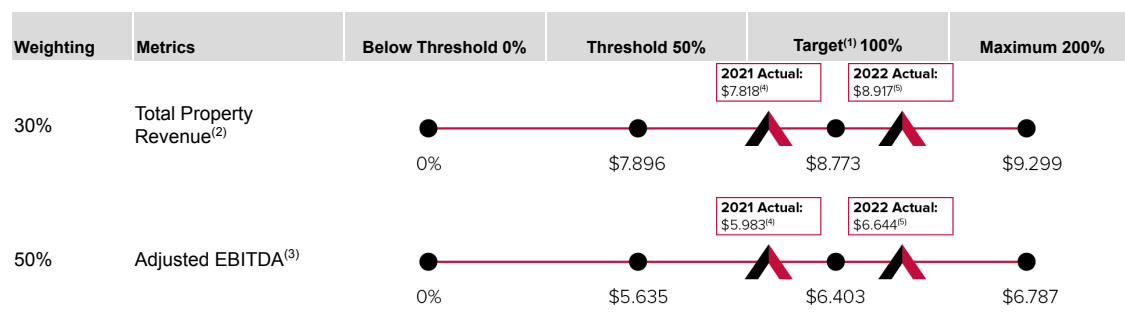 Weighting Metrics Below Threshold 0% Threshold 50% Target(1) 100% Maximum 200%
2021 Actual: 2022 Actual:
$7.818(4) $8.917(5)
30% Total Property
Revenue(2)
0% $7.896 $8.773 $9.299
2021 Actual: 2022 Actual:
$5.983(4) $6.644(5)
50% Adjusted EBITDA(3)
0% $5.635 $6.403 $6.787